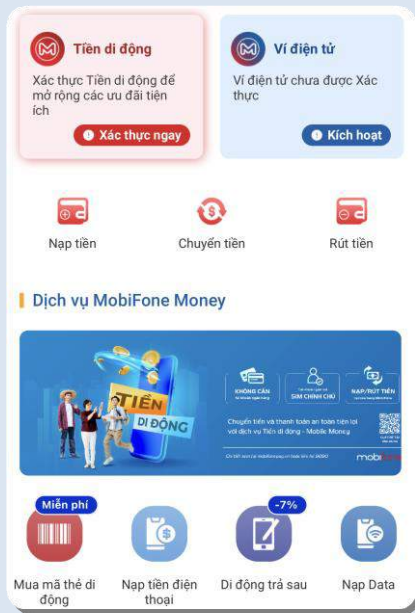 Tiền di động
Xác thực Tiền di động để
mở rộng các ưu đãi tiện
ích
Xác thực ngay
Ví điện tử
Ví điện tử chưa được Xác
thực
Kích hoạt
Nạp tiền
Chuyển tiền
Rút tiền
Dịch vụ MobiFone Money
TIỀN
DI ĐỘNG
KHÔNG CẦN
SIM CHÍNH CHỦ
NẠP/RÚT TIỀN
Chuyển tiền và thanh toán an toàn tiện lợi
với dịch vụ Tiền di động - Mobile Money
mobifone
Miễn phí
-7%
Mua mã thẻ di
động
Nạp tiền điện
thoại
Di động trả sau
Nạp Data